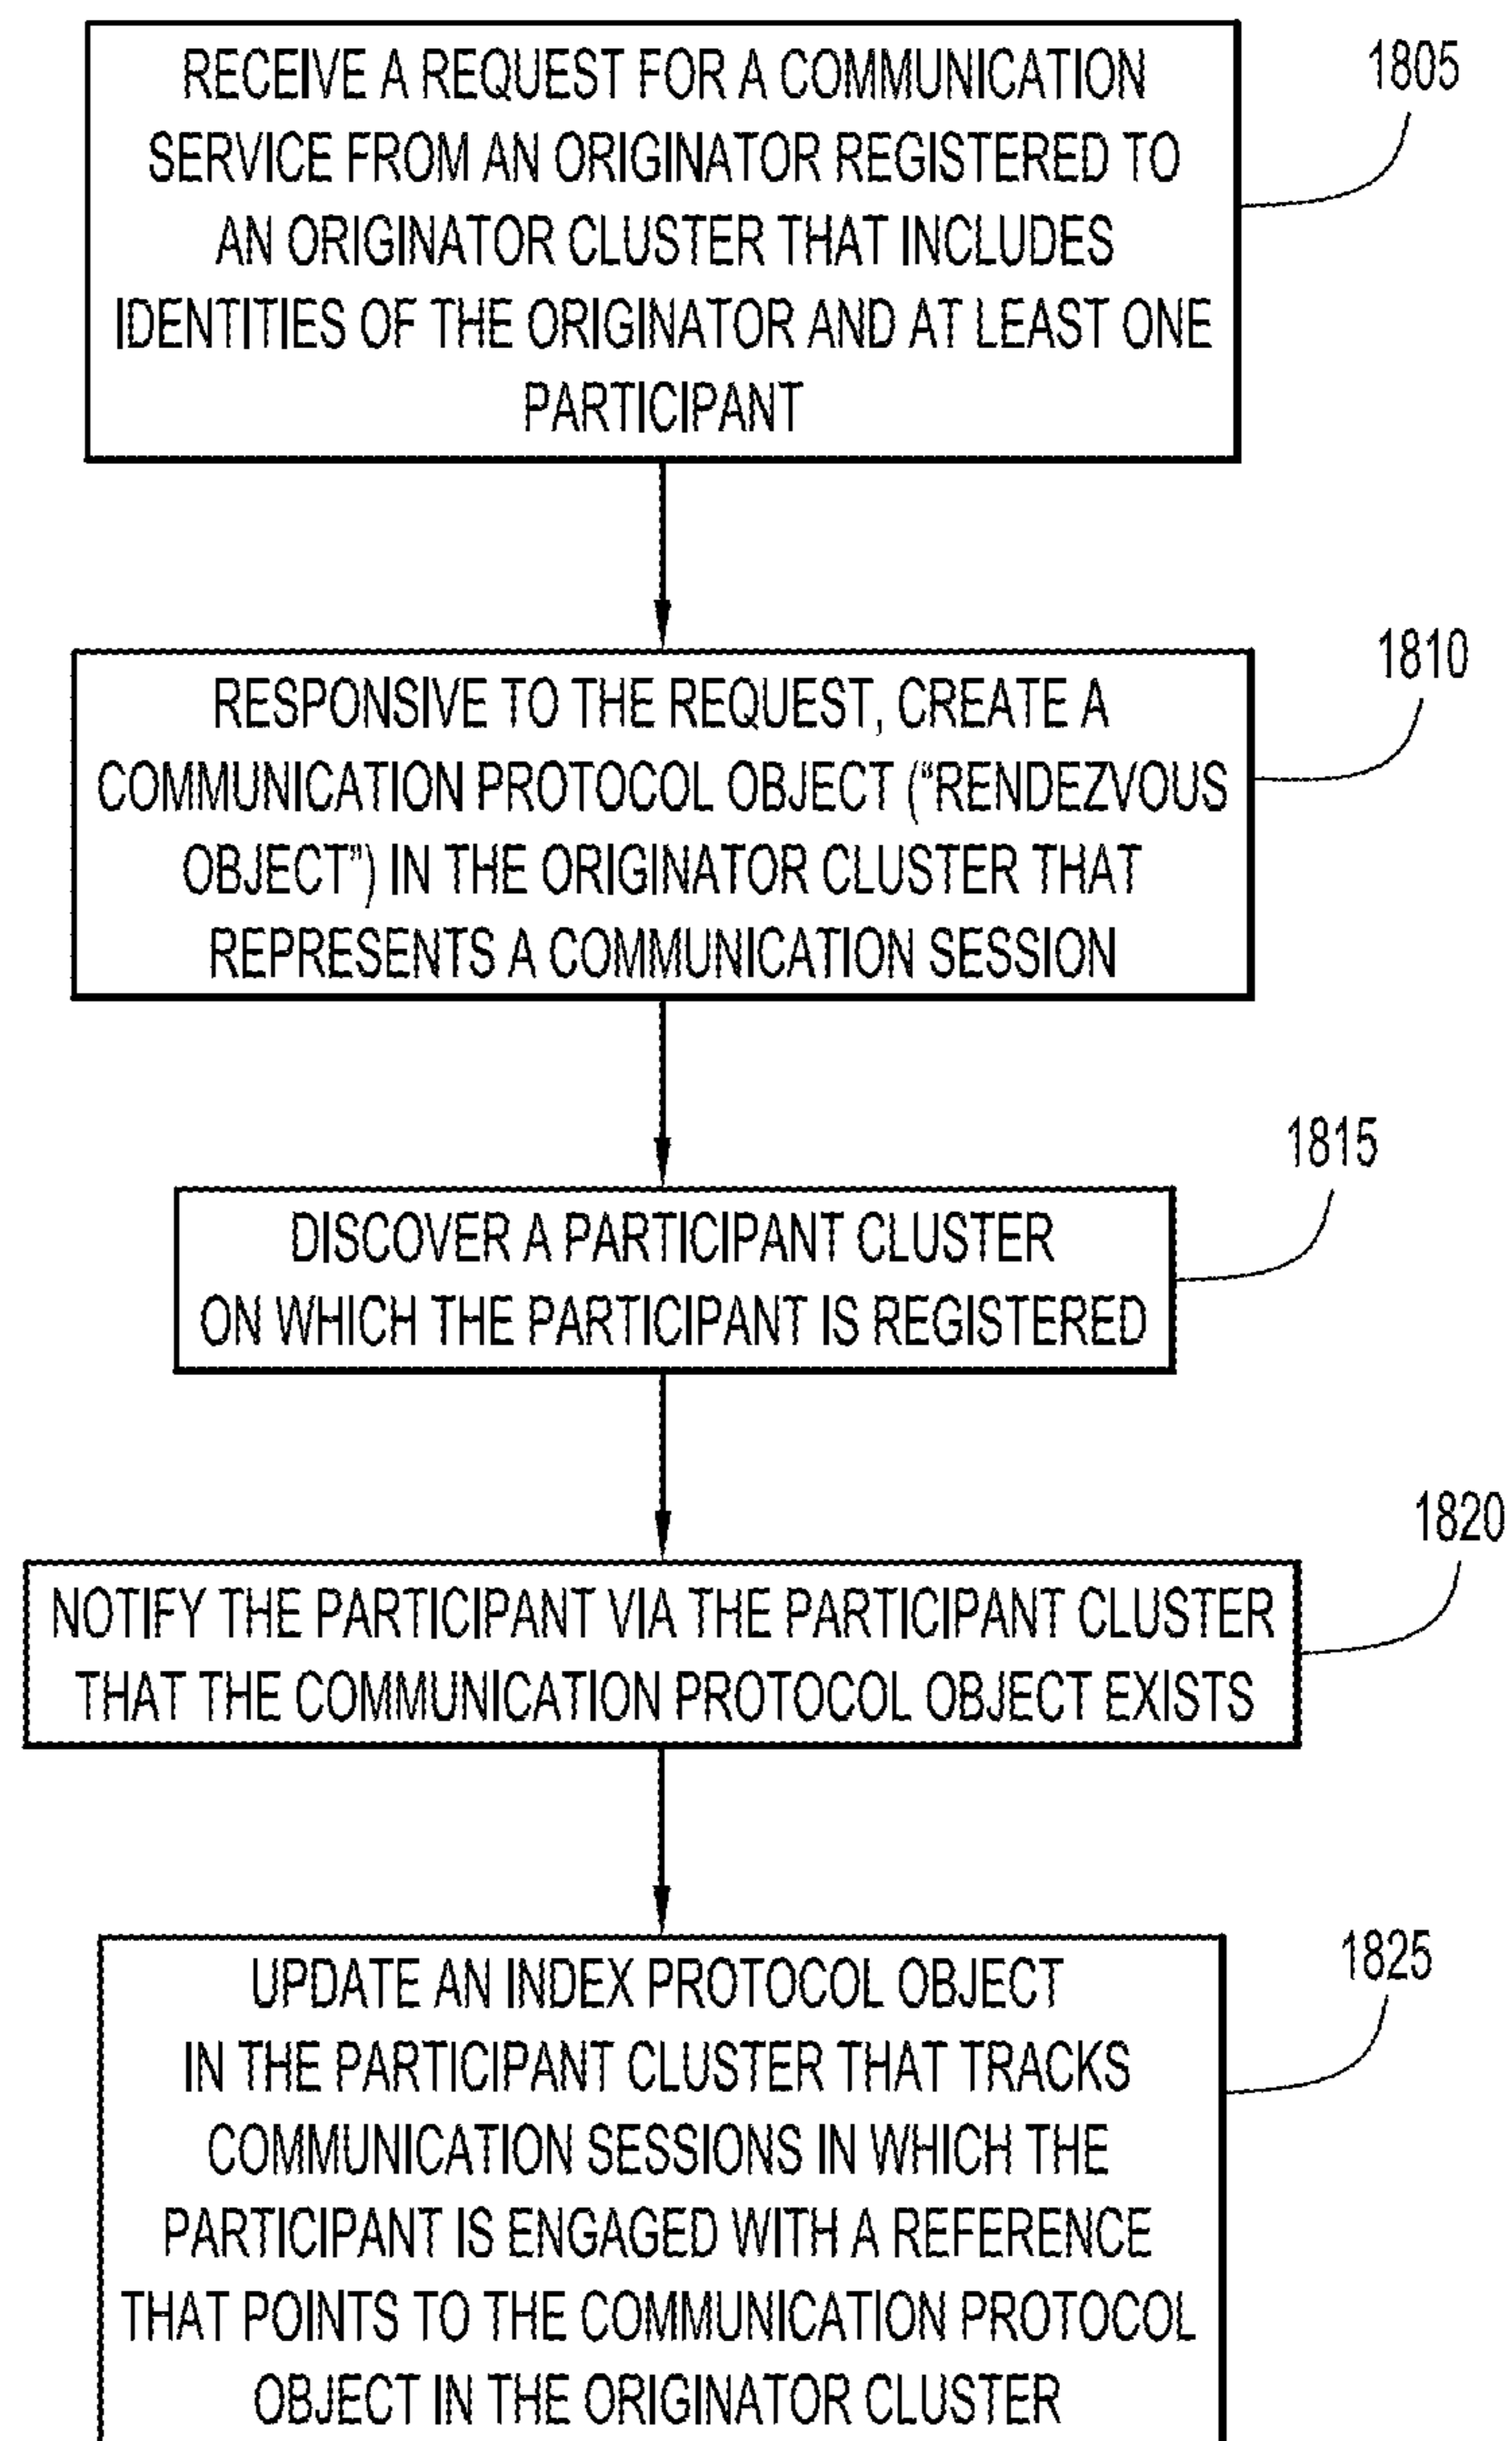 RECEIVE A REQUEST FOR A COMMUNICATION
SERVICE FROM AN ORIGINATOR REGISTERED TO
AN ORIGINATOR CLUSTER THAT INCLUDES
IDENTITIES OF THE ORIGINATOR AND AT LEAST ONE
PARTICIPANT
1805
RESPONSIVE TO THE REQUEST, CREATE A
COMMUNICATION PROTOCOL OBJECT (“RENDEZVOUS
OBJECT”) IN THE ORIGINATOR CLUSTER THAT
REPRESENTS A COMMUNICATION SESSION
1810
DISCOVER A PARTICIPANT CLUSTER
ON WHICH THE PARTICIPANT IS REGISTERED
1815
NOTIFY THE PARTICIPANT VIA THE PARTICIPANT CLUSTER
THAT THE COMMUNICATION PROTOCOL OBJECT EXISTS
1820
UPDATE AN INDEX PROTOCOL OBJECT
IN THE PARTICIPANT CLUSTER THAT TRACKS
COMMUNICATION SESSIONS IN WHICH THE
PARTICIPANT IS ENGAGED WITH A REFERENCE
THAT POINTS TO THE COMMUNICATION PROTOCOL
OBJECT IN THE ORIGINATOR CLUSTER
1825